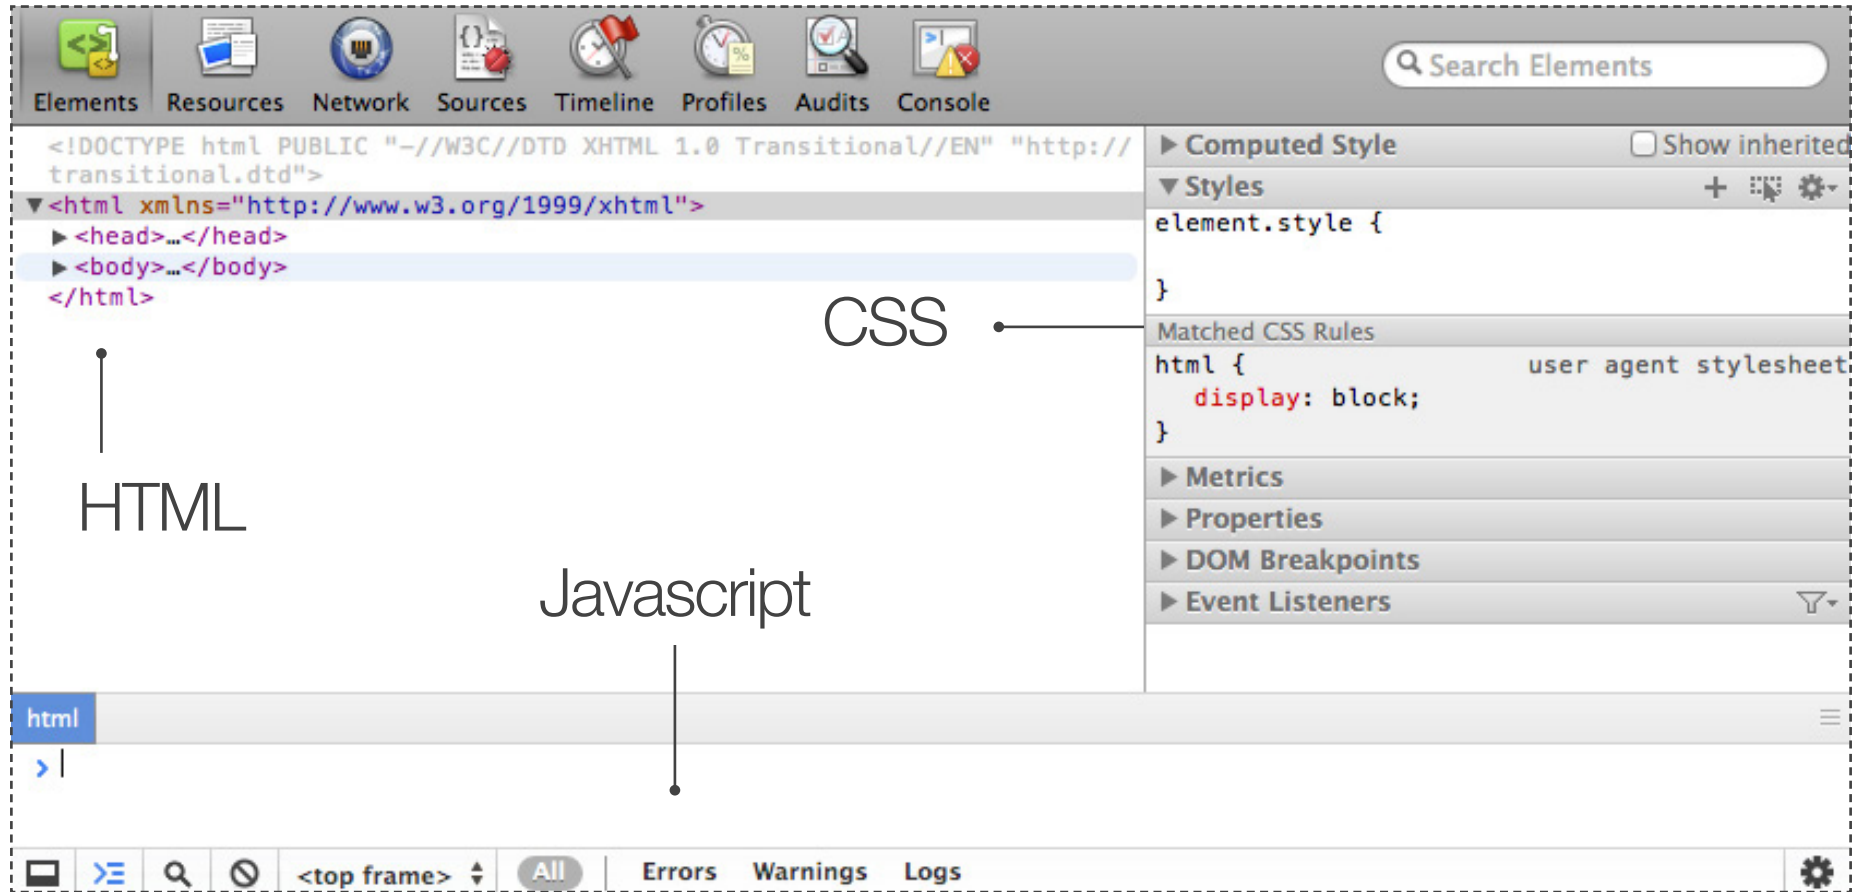 Elements Resources Network Sources Timeline Profiles Audits Console
Search Elements
<!DOCTYPE html PUBLIC "-//W3C//DTD XHTML 1.0 Transitional//EN" "http://
transitional.dtd">
▼<html xmlns="http://www.w3.org/1999/xhtml">
▶<head>…</head>
▶<body>…</body>
</html>
HTML
CSS
Javascript
▶ Computed Style Show inherited
▼ Styles
element.style {
}
Matched CSS Rules
html { user agent stylesheet
display: block;
}
▶ Metrics
▶ Properties
▶ DOM Breakpoints
▶ Event Listeners
html
>
<top frame> All Errors Warnings Logs